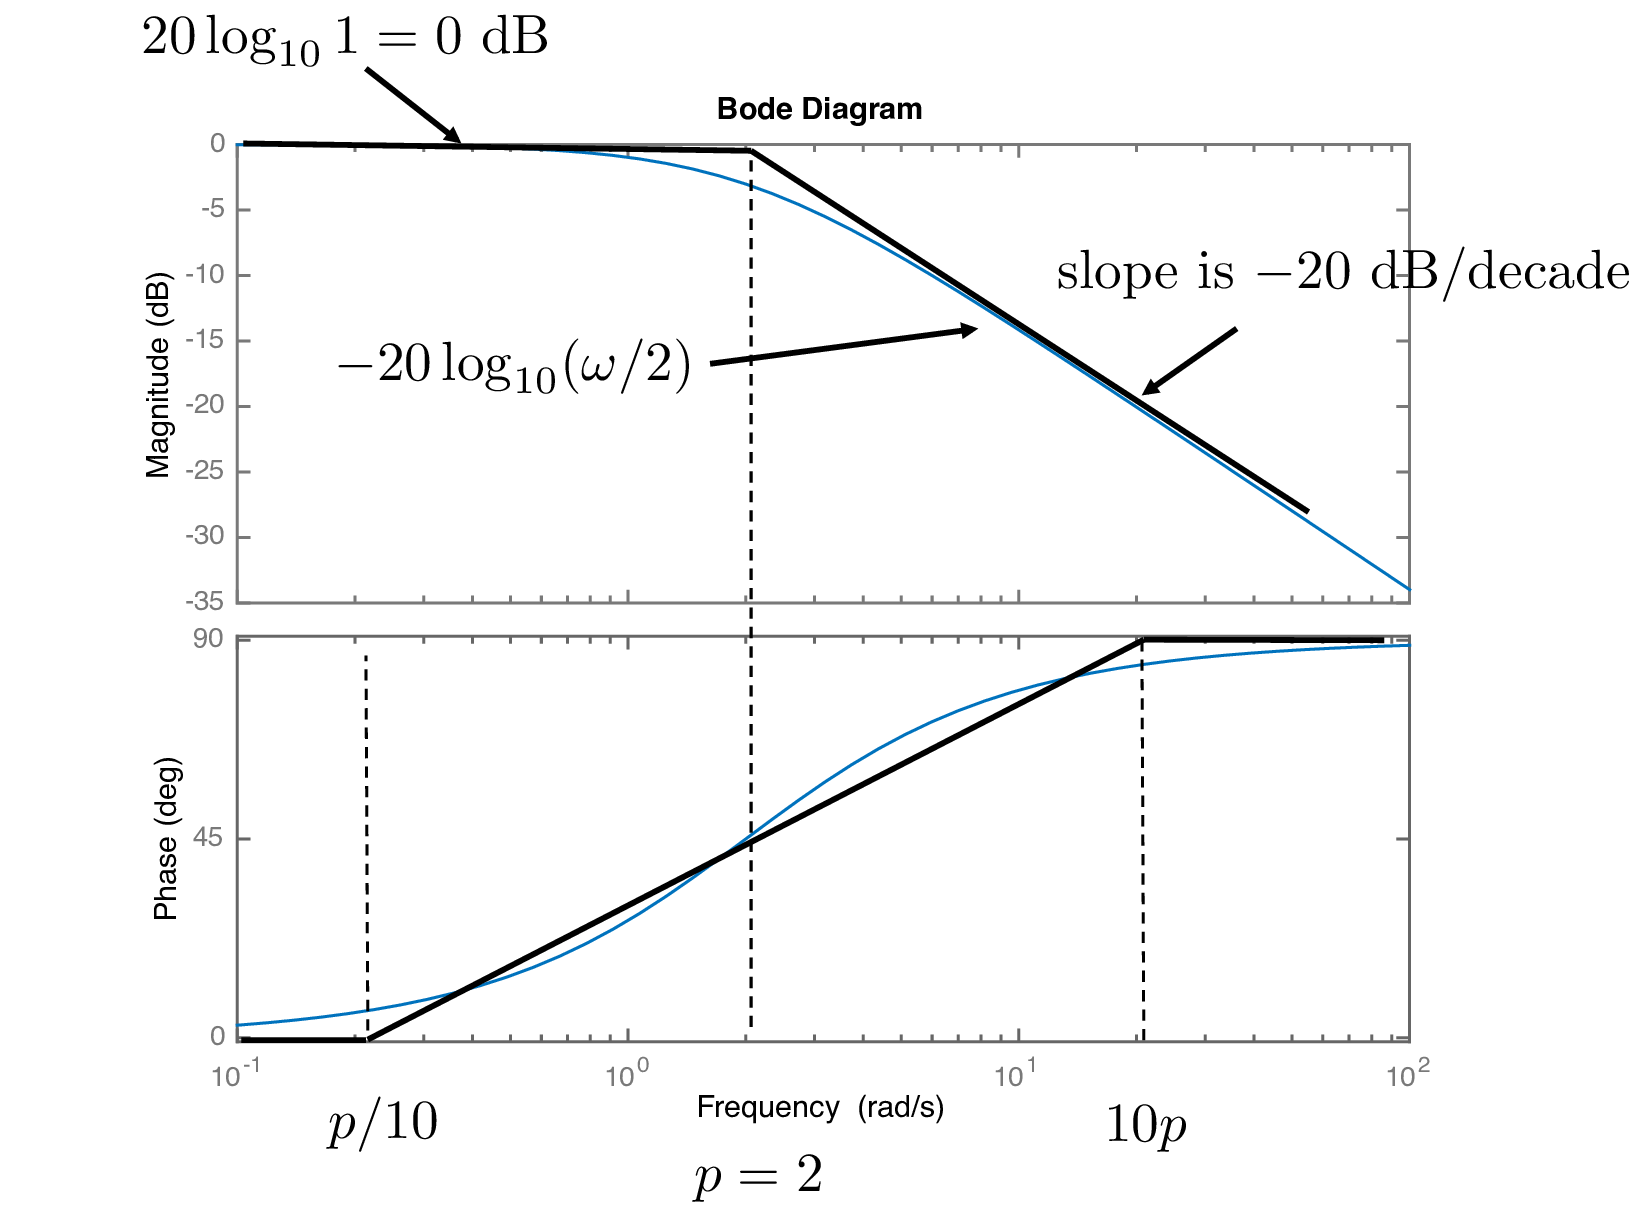 20 log₁₀ 1 = 0 dB
Bode Diagram
0
-5
-10
-15
-20
-25
-30
-35
Magnitude (dB)
slope is −20 dB/decade
−20 log₁₀(ω/2)
90
45
0
Phase (deg)
10⁻¹ 10⁰ 10¹ 10²
Frequency (rad/s)
p/10
10p
p = 2